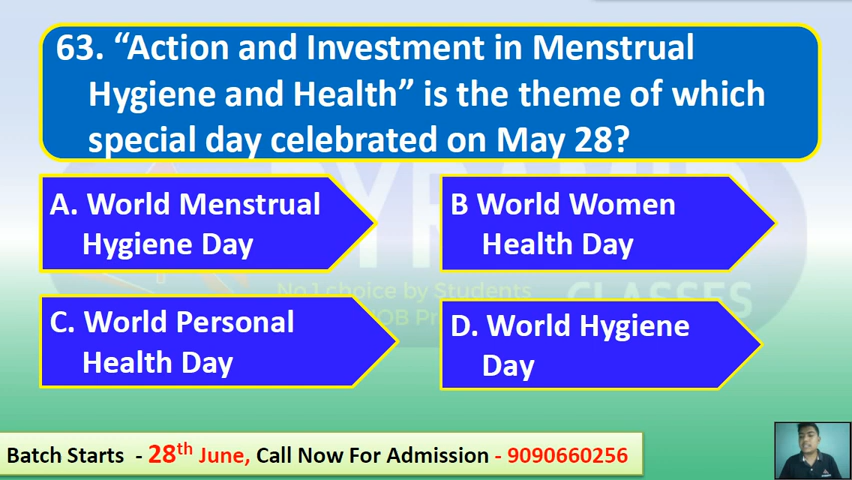 63. “Action and Investment in Menstrual
Hygiene and Health” is the theme of which
special day celebrated on May 28?
A. World Menstrual
Hygiene Day
B World Women
Health Day
No.1 choice by Students
CLASSES
C. World Personal
Health Day
D. World Hygiene
Day
Batch Starts - 28th June, Call Now For Admission - 9090660256